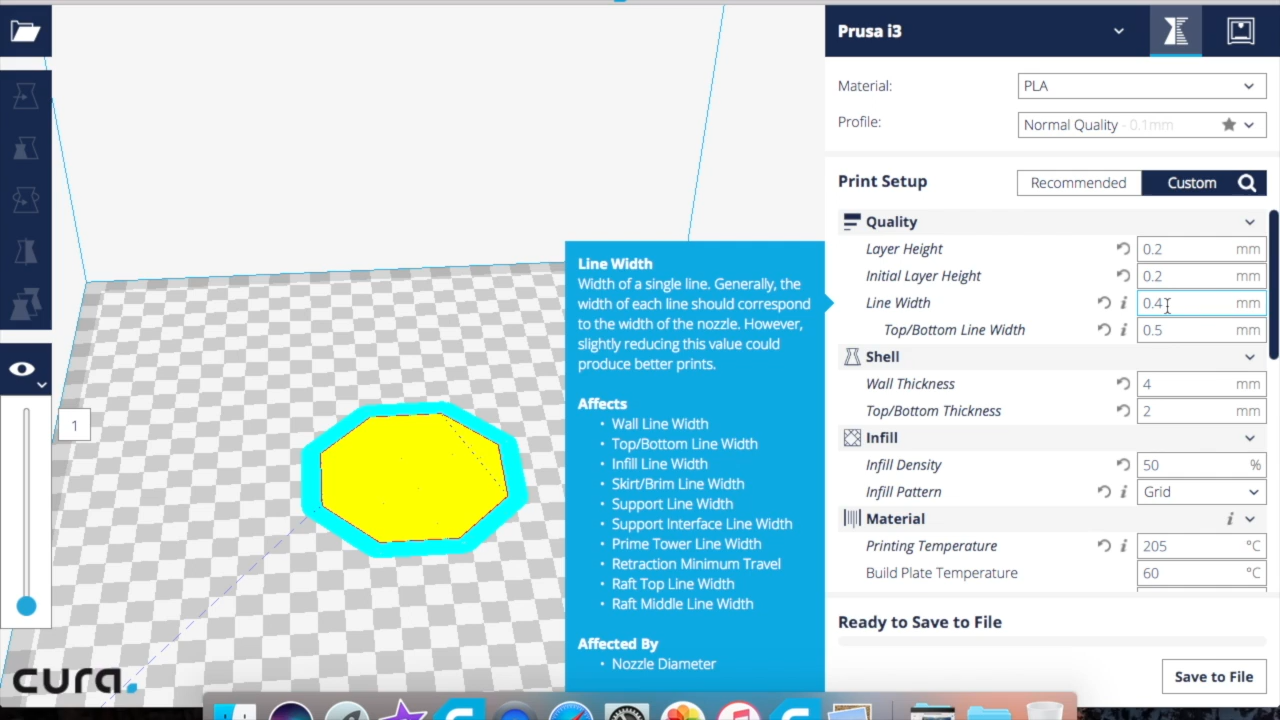 Prusa i3
Material:
PLA
Profile:
Normal Quality - 0.1mm
Print Setup
Recommended
Custom
Quality
Layer Height
0.2 mm
Initial Layer Height
0.2 mm
Line Width
i
0.4 mm
Top/Bottom Line Width
i
0.5 mm
Shell
Wall Thickness
4 mm
Top/Bottom Thickness
2 mm
Infill
Infill Density
50 %
Infill Pattern
i
Grid
Material
i
Printing Temperature
i
205 °C
Build Plate Temperature
60 °C
Ready to Save to File
Save to File
Line Width
Width of a single line. Generally, the
width of each line should correspond
to the width of the nozzle. However,
slightly reducing this value could
produce better prints.
Affects
• Wall Line Width
• Top/Bottom Line Width
• Infill Line Width
• Skirt/Brim Line Width
• Support Line Width
• Support Interface Line Width
• Prime Tower Line Width
• Retraction Minimum Travel
• Raft Top Line Width
• Raft Middle Line Width
Affected By
• Nozzle Diameter
1
cura.